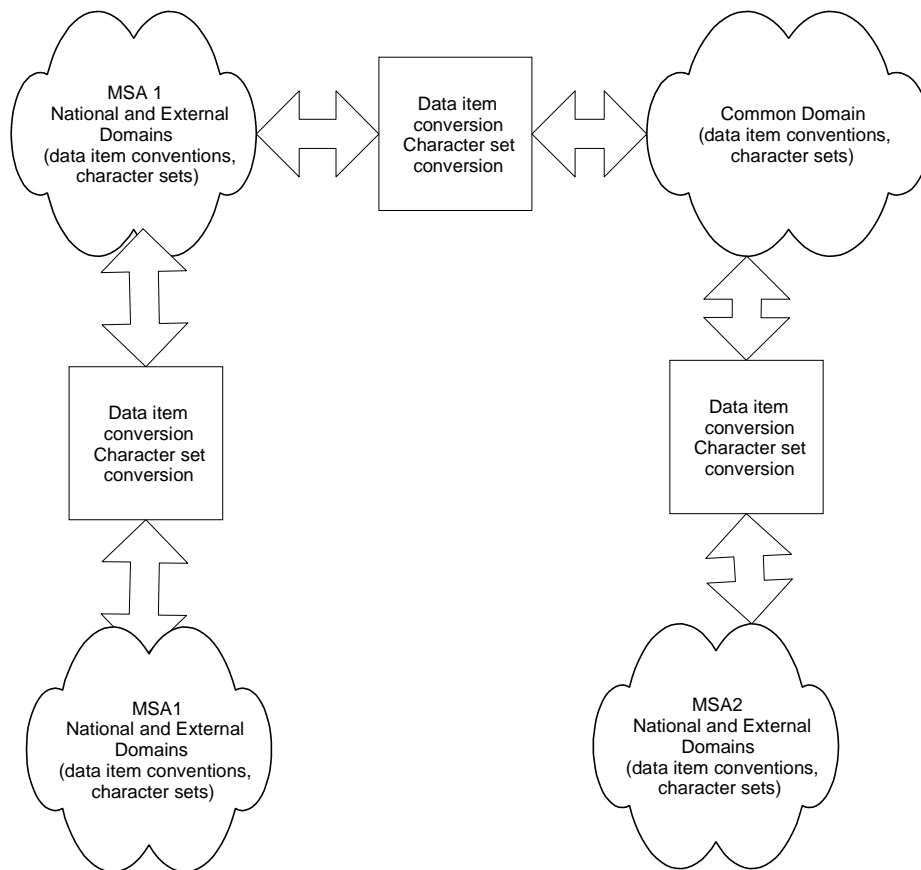 MSA 1
National and External
Domains
(data item conventions,
character sets)
Data item
conversion
Character set
conversion
Common Domain
(data item conventions,
character sets)
Data item
conversion
Character set
conversion
Data item
conversion
Character set
conversion
MSA1
National and External
Domains
(data item conventions,
character sets)
MSA2
National and External
Domains
(data item conventions,
character sets)